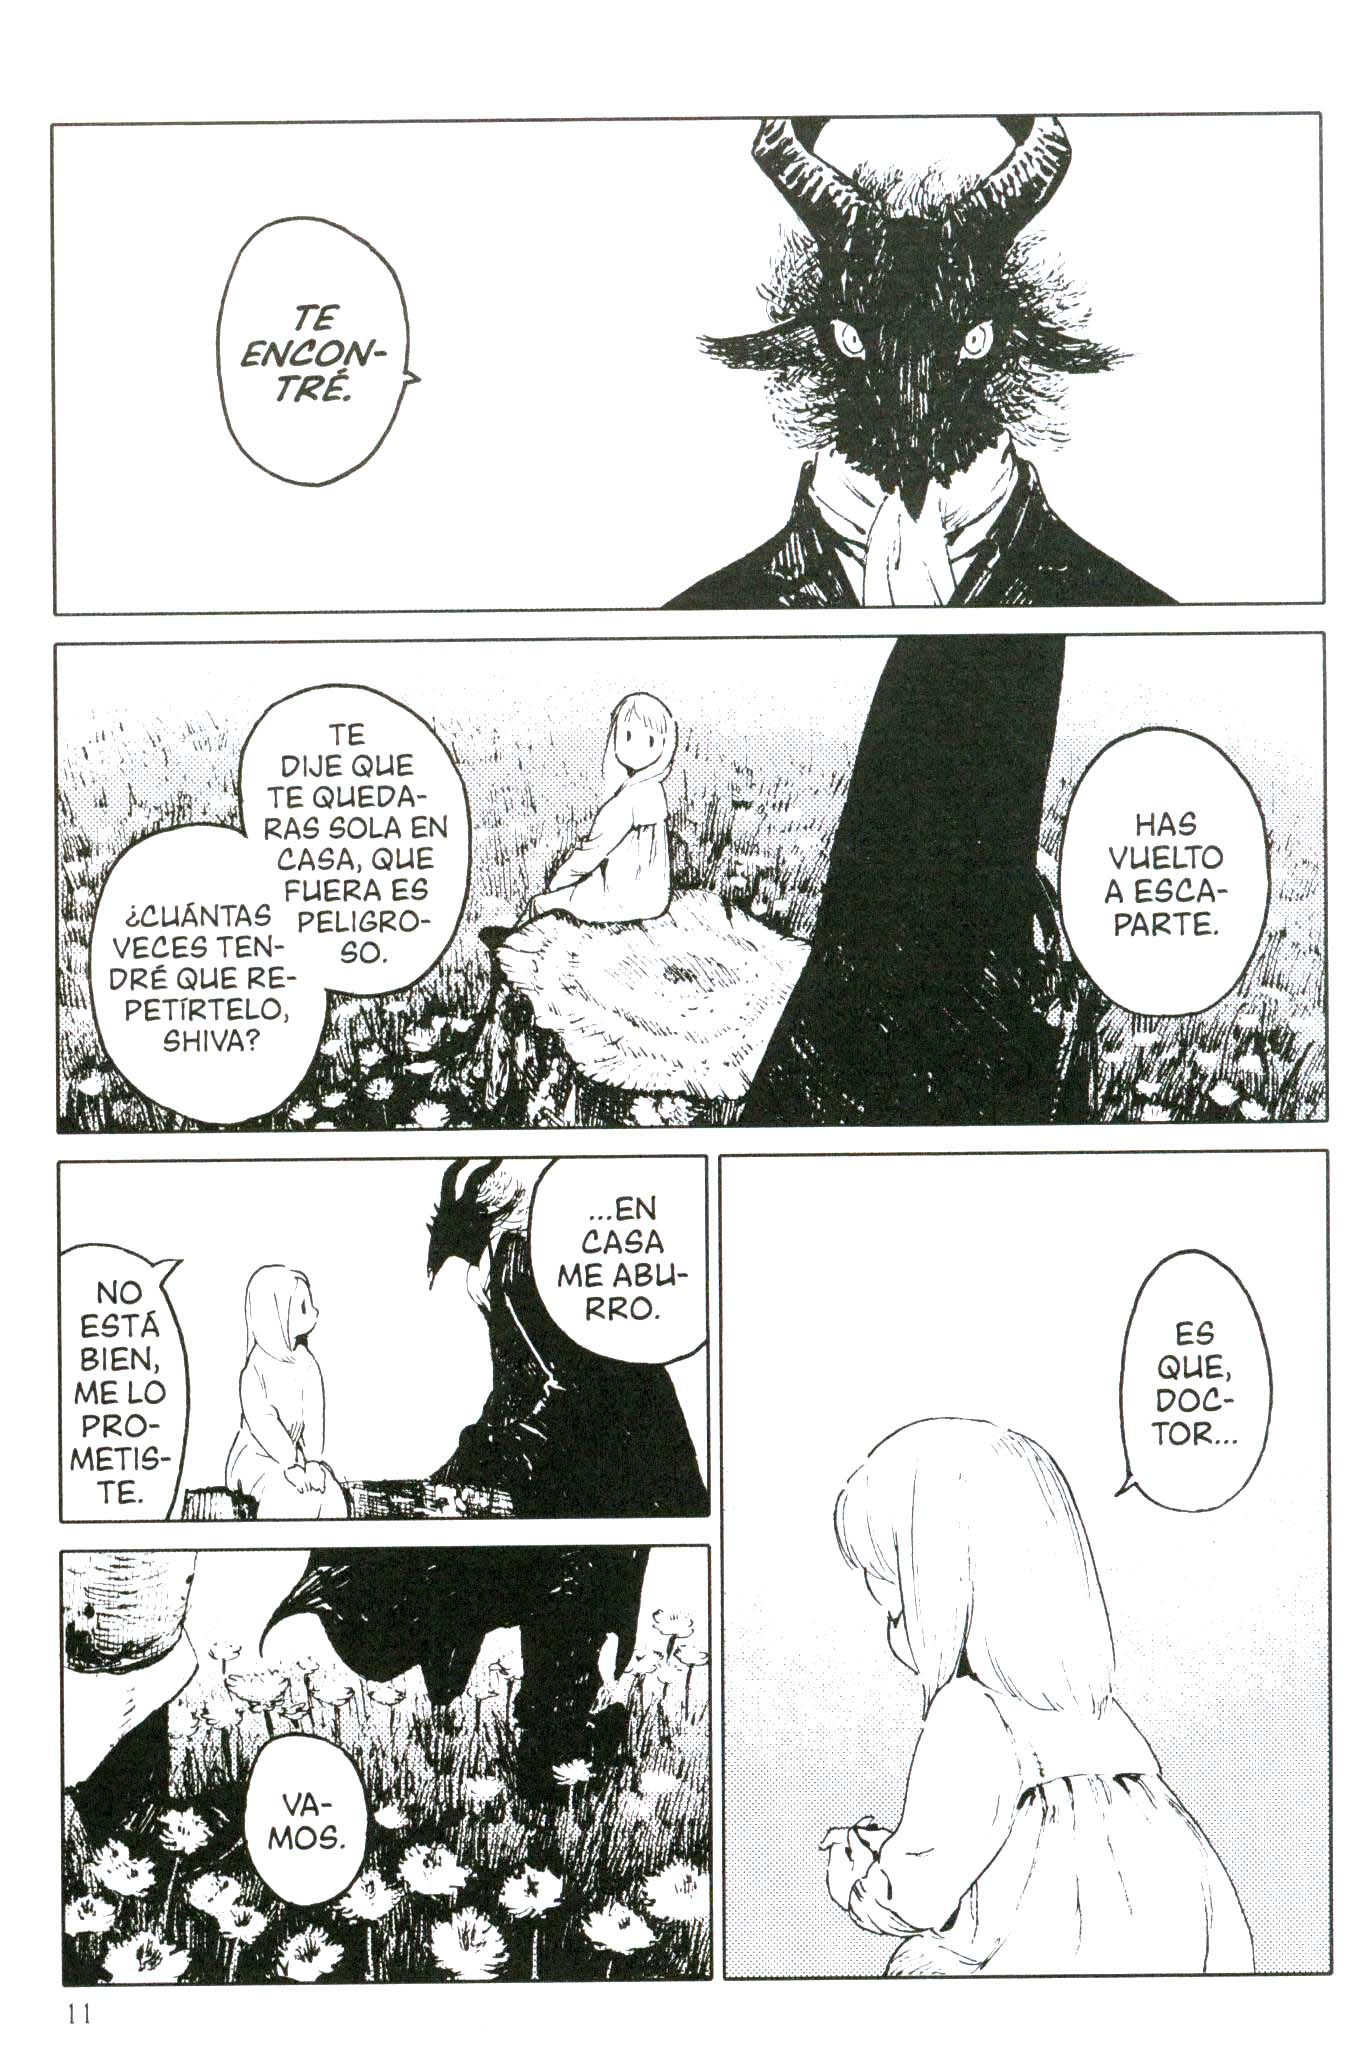 TE
ENCON-
TRÉ.
HAS
VUELTO
A ESCA-
PARTE.
TE
DIJE QUE
TE QUEDA-
RAS SOLA EN
CASA, QUE
FUERA ES
PELIGRO-
SO.
¿CUÁNTAS
VECES TEN-
DRÉ QUE RE-
PETÍRTELO,
SHIVA?
ES
QUE,
DOC-
TOR...
...EN
CASA
ME ABU-
RRO.
NO
ESTÁ
BIEN,
ME LO
PRO-
METIS-
TE.
VA-
MOS.
11